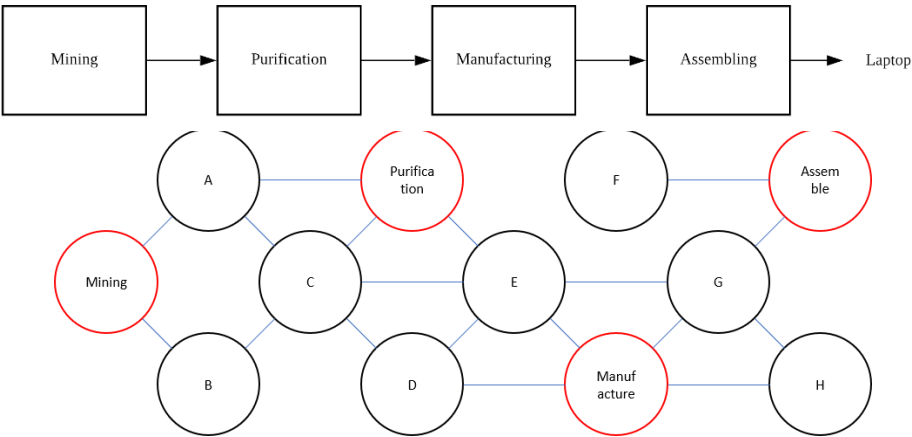 Mining
Purification
Manufacturing
Assembling
Laptop
A
Purifica
tion
F
Assem
ble
Mining
C
E
G
B
D
Manuf
acture
H